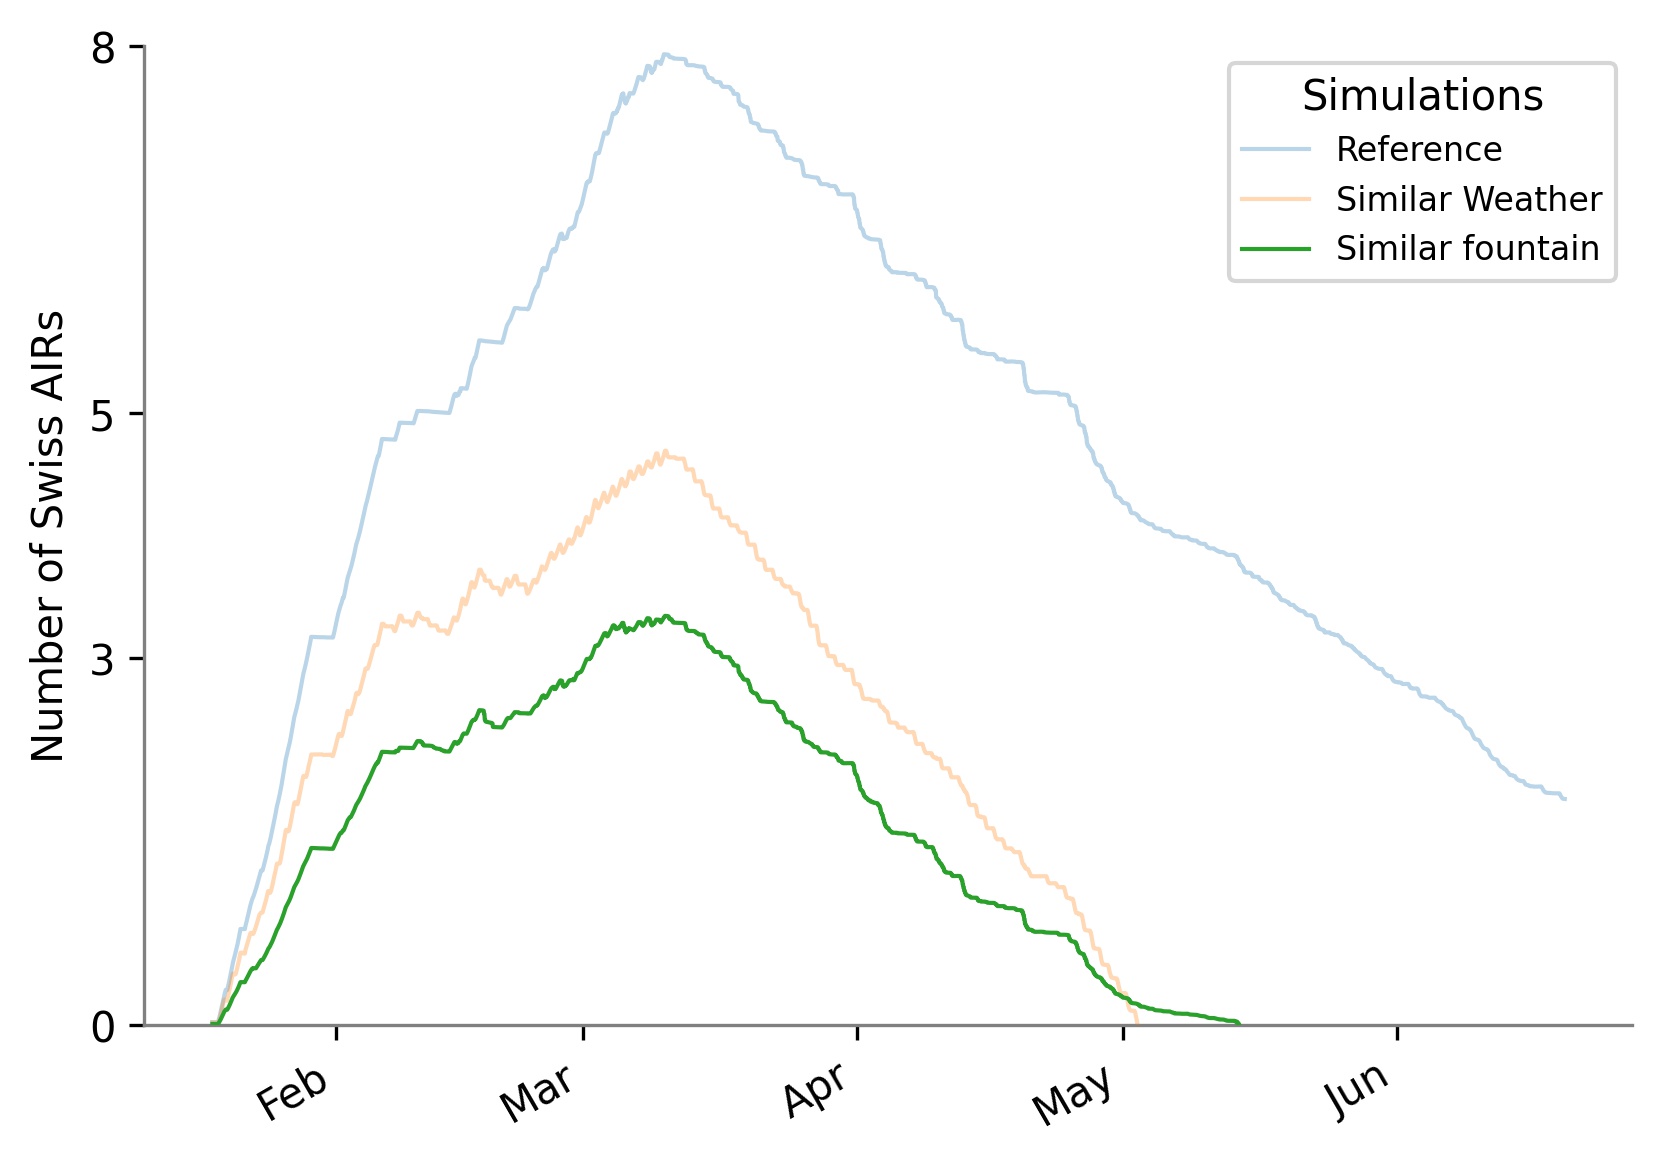 Number of Swiss AIRs
8
5
3
0
Feb
Mar
Apr
May
Jun
Simulations
Reference
Similar Weather
Similar fountain